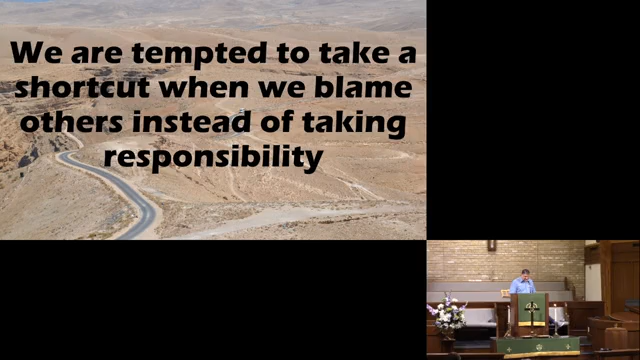 We are tempted to take a
shortcut when we blame
others instead of taking
responsibility